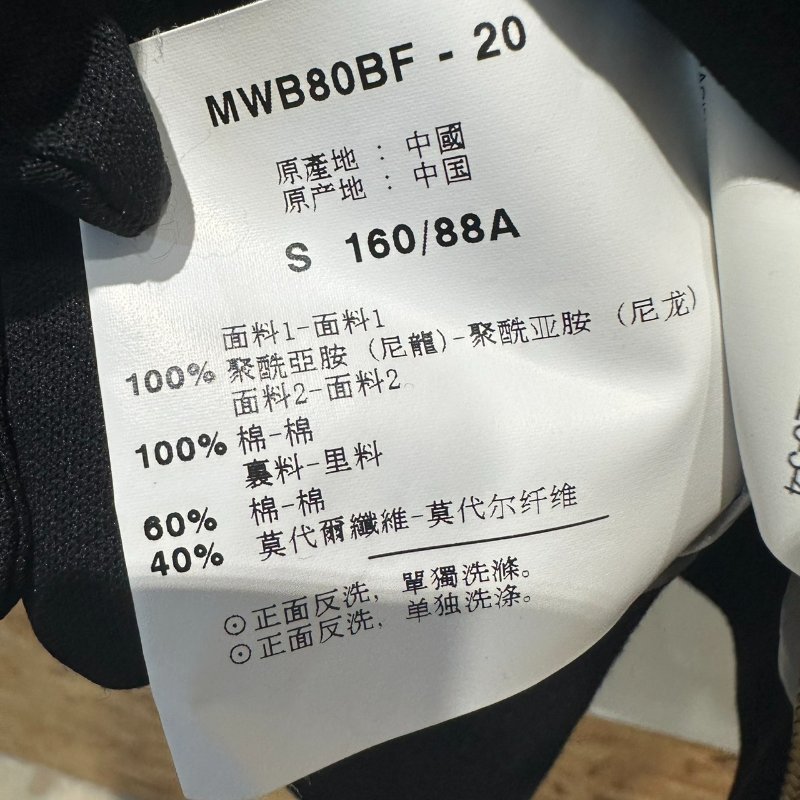 MWB80BF - 20
原產地 : 中國
原产地 : 中国
S 160/88A
面料1-面料1
100% 聚酰亞胺 (尼龍)-聚酰亚胺 (尼龙)
面料2-面料2
100% 棉-棉
裏料-里料
60% 棉-棉
40% 莫代爾纖維-莫代尔纤维
⊙正面反洗, 單獨洗滌。
⊙正面反洗, 单独洗涤。